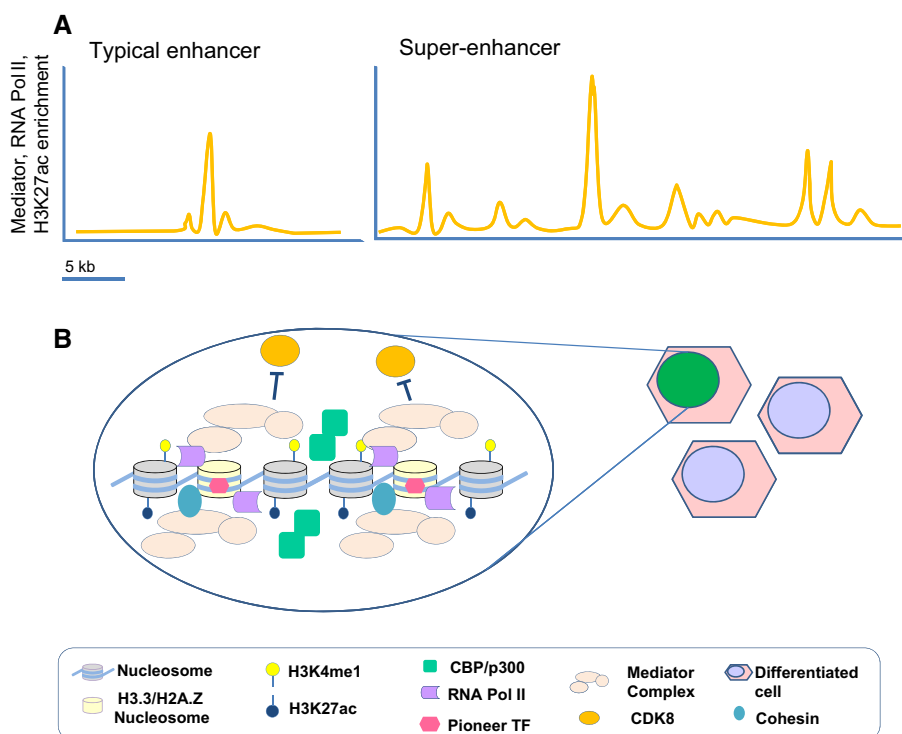 A
Typical enhancer
Super-enhancer
Mediator, RNA Pol II,
H3K27ac enrichment
5 kb
B
Nucleosome
H3.3/H2A.Z
Nucleosome
H3K4me1
H3K27ac
CBP/p300
RNA Pol II
Pioneer TF
Mediator
Complex
CDK8
Differentiated
cell
Cohesin